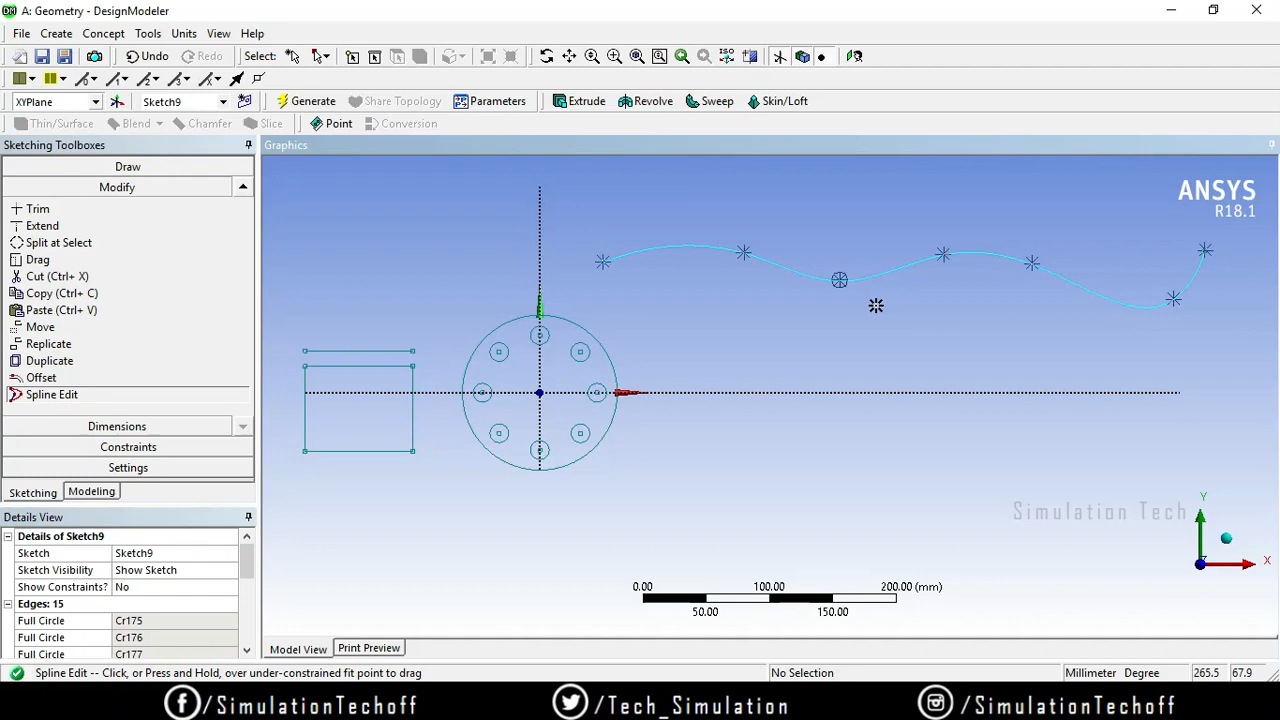 DM A: Geometry - DesignModeler
File Create Concept Tools Units View Help
Undo Redo Select: ISO
XYPlane Sketch9 Generate Share Topology Parameters Extrude Revolve Sweep Skin/Loft
Thin/Surface Blend Chamfer Slice Point Conversion
Sketching Toolboxes
Draw
Modify
Trim
Extend
Split at Select
Drag
Cut (Ctrl+ X)
Copy (Ctrl+ C)
Paste (Ctrl+ V)
Move
Replicate
Duplicate
Offset
Spline Edit
Dimensions
Constraints
Settings
Sketching Modeling
Details View
Details of Sketch9
Sketch Sketch9
Sketch Visibility Show Sketch
Show Constraints? No
Edges: 15
Full Circle Cr175
Full Circle Cr176
Full Circle Cr177
Graphics
ANSYS
R18.1
Simulation Tech
Y
X
0.00 100.00 200.00 (mm)
50.00 150.00
Model View Print Preview
Spline Edit -- Click, or Press and Hold, over under-constrained fit point to drag No Selection Millimeter Degree 265.5 67.9
/SimulationTechoff /Tech_Simulation /SimulationTechoff